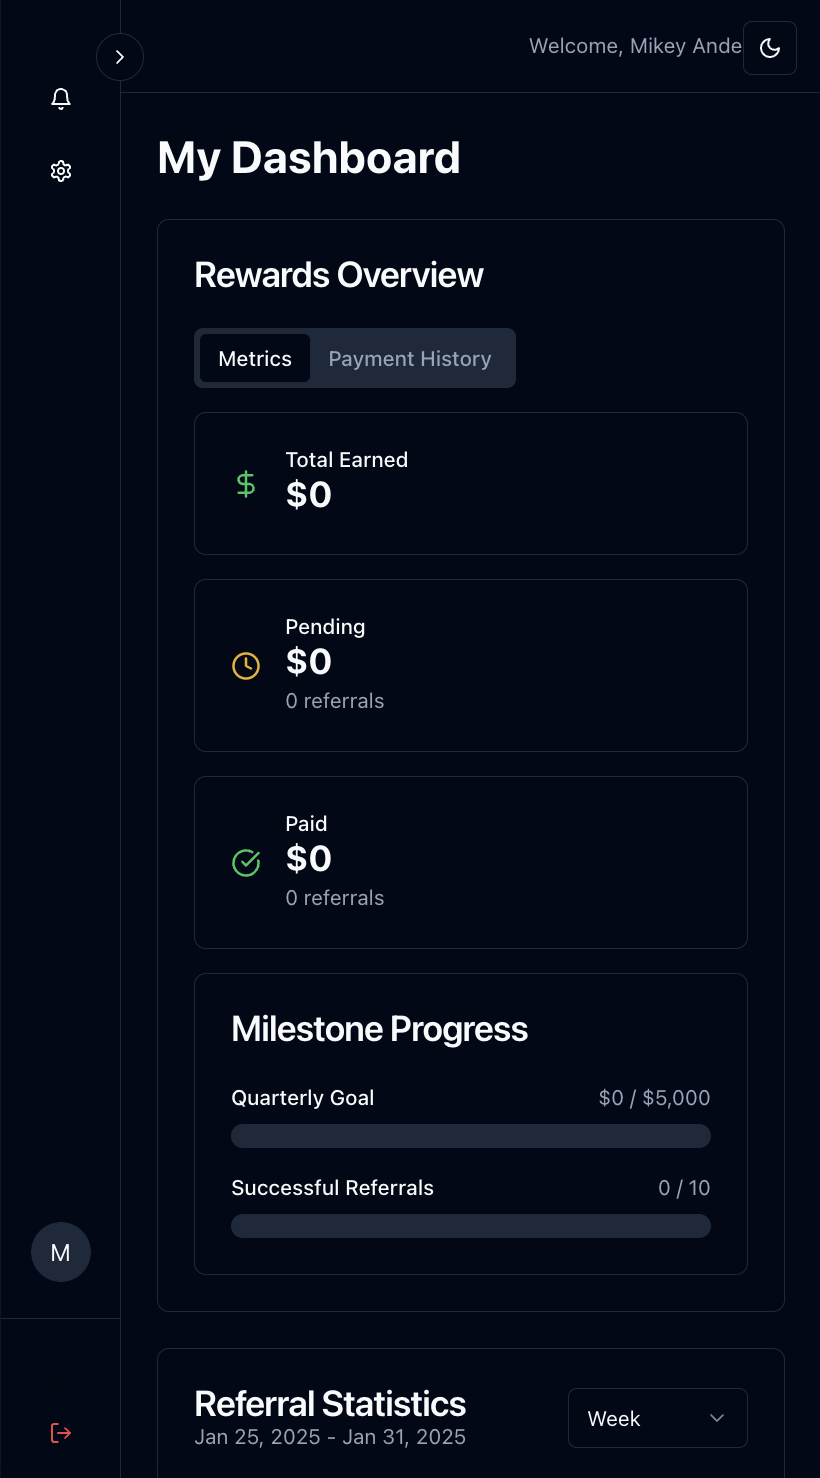 Welcome, Mikey Ande
My Dashboard
Rewards Overview
Metrics Payment History
Total Earned
$0
Pending
$0
0 referrals
Paid
$0
0 referrals
Milestone Progress
Quarterly Goal $0 / $5,000
Successful Referrals 0 / 10
M
Referral Statistics
Week
Jan 25, 2025 - Jan 31, 2025